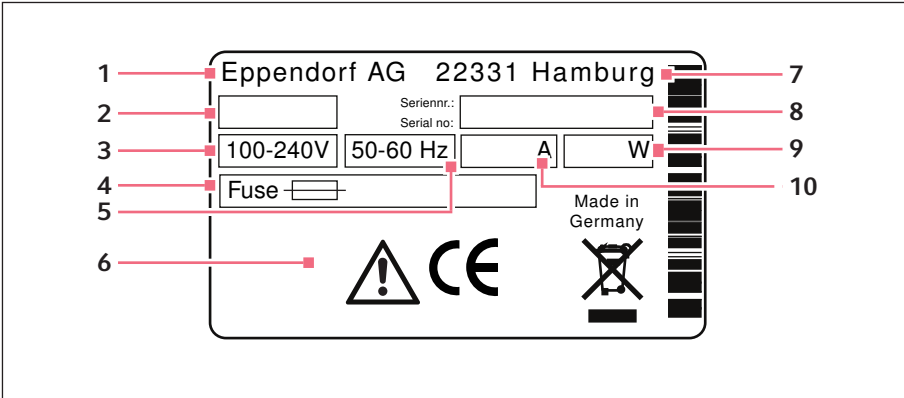 1 Eppendorf AG 22331 Hamburg 7
2 Seriennr.: 8
Serial no:
3 100-240V 50-60 Hz A W 9
10
4 Fuse
5
Made in
Germany
6 CE